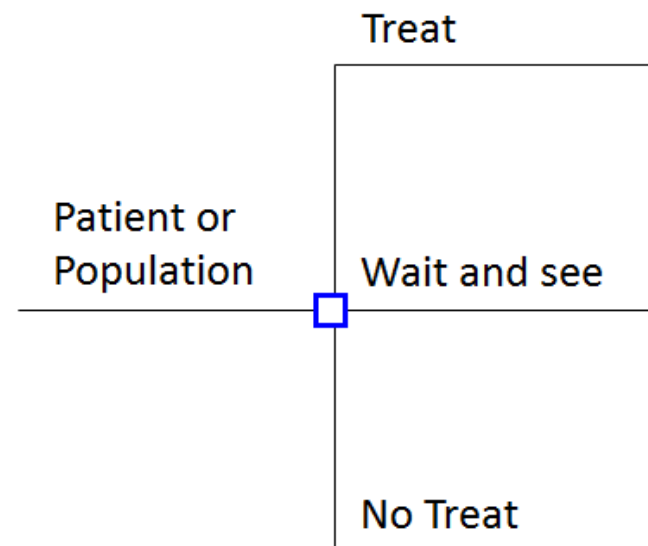 Treat
Patient or
Population
Wait and see
No Treat